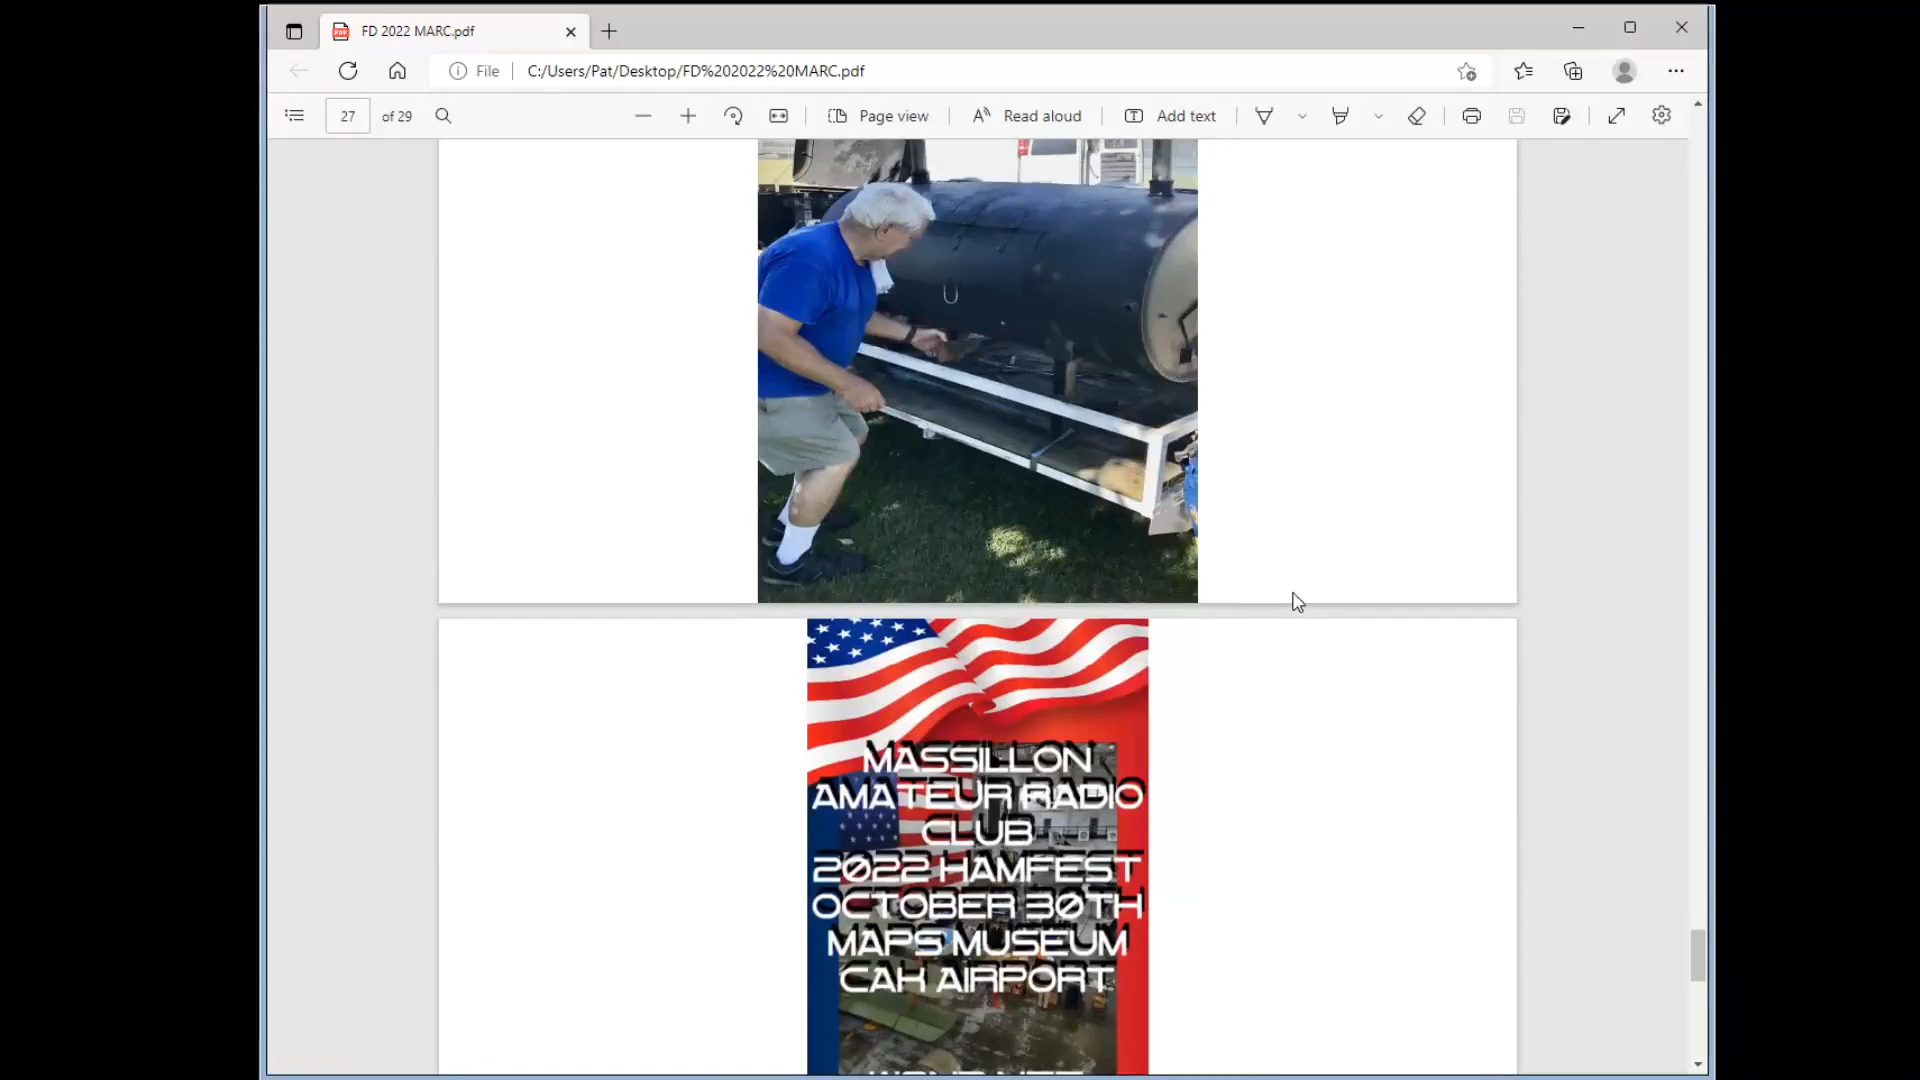 FD 2022 MARC.pdf
File
C:/Users/Pat/Desktop/FD%202022%20MARC.pdf
27 of 29
Page view
Read aloud
Add text
MASSILLON
AMATEUR RADIO
CLUB
2022 HAMFEST
OCTOBER 30TH
MAPS MUSEUM
CAK AIRPORT